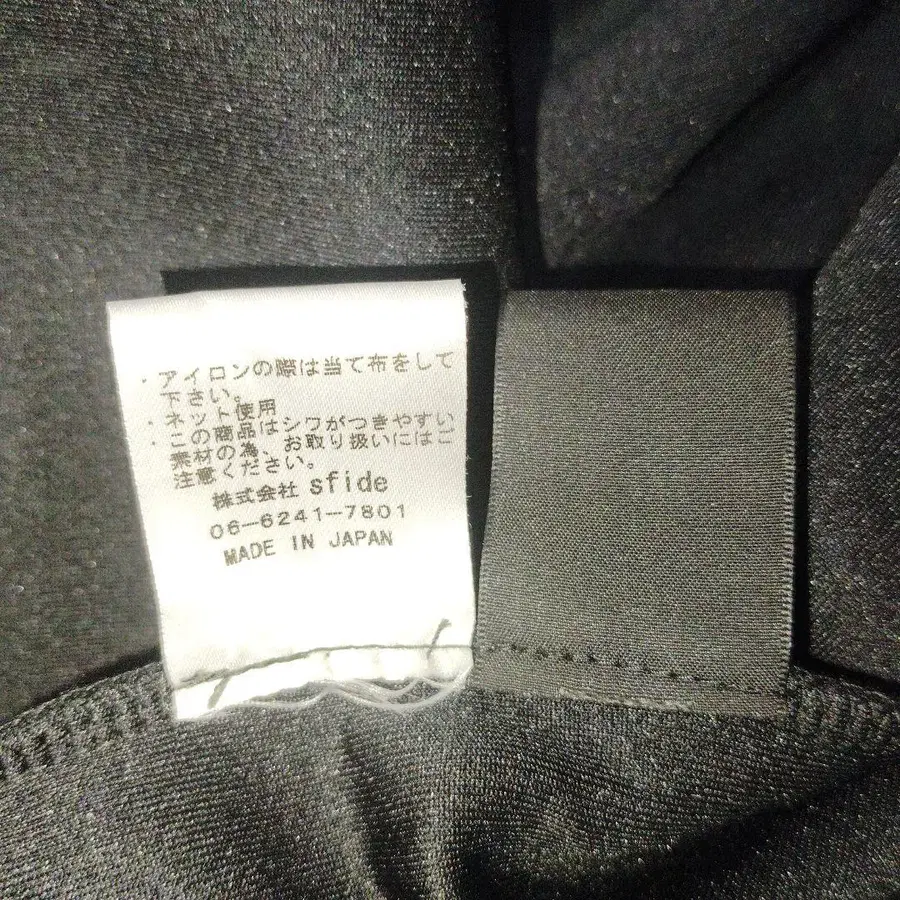 ・アイロンの際は当て布をして
下さい。
・ネット使用
・この商品はシワがつきやすい
素材の為、お取り扱いにはご
注意ください。
株式会社 sfide
06-6241-7801
MADE IN JAPAN